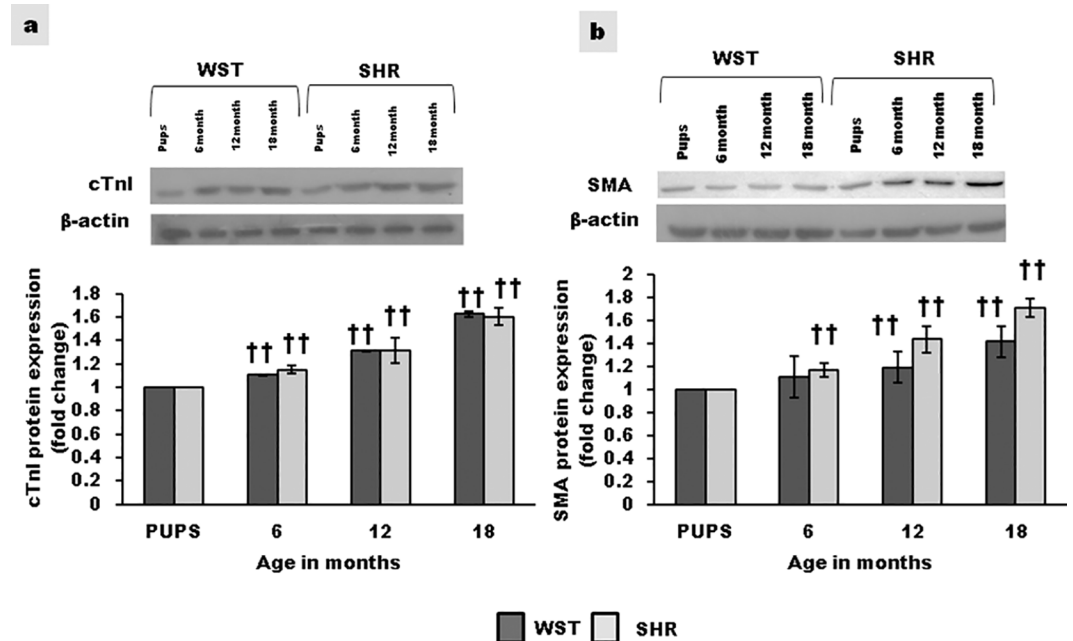 a
WST SHR
Pups 6 month 12 month 18 month Pups 6 month 12 month 18 month
cTnI
β-actin
cTnI protein expression
(fold change)
1.8
1.6
1.4
1.2
1
0.8
0.6
0.4
0.2
0
†† †† †† †† †† ††
PUPS 6 12 18
Age in months
b
WST SHR
Pups 6 month 12 month 18 month Pups 6 month 12 month 18 month
SMA
β-actin
SMA protein expression
(fold change)
2
1.8
1.6
1.4
1.2
1
0.8
0.6
0.4
0.2
0
†† †† †† †† ††
PUPS 6 12 18
Age in months
WST SHR